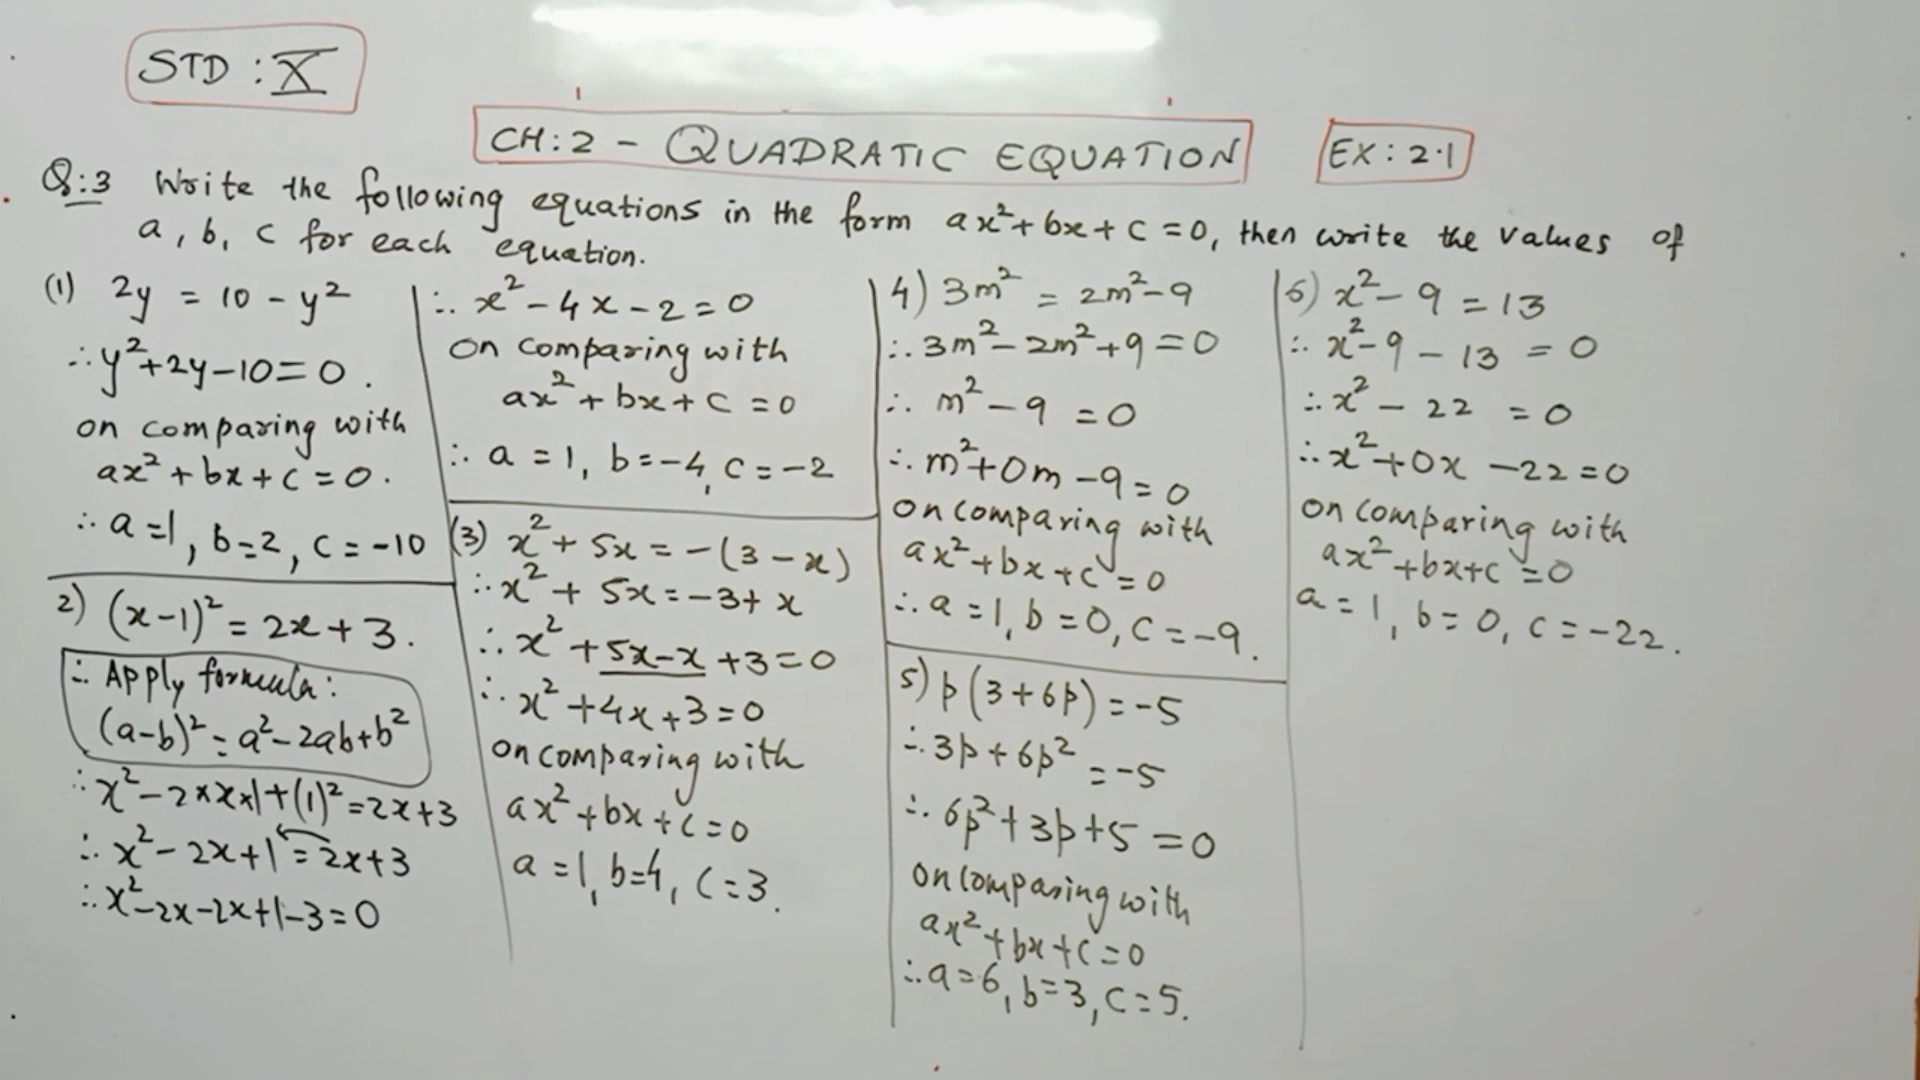 STD : X
CH:2 - QUADRATIC EQUATION
EX: 2.1
Q:3 Write the following equations in the form ax²+bx+c=0, then write the values of
a, b, c for each equation.
(1) 2y = 10 - y²
∴ y²+2y-10=0.
on comparing with
ax²+bx+c=0.
∴ a=1, b=2, c=-10
2) (x-1)² = 2x+3.
∴ Apply formula:
(a-b)² = a²-2ab+b²
∴ x²-2×x×1+(1)²=2x+3
∴ x²-2x+1=2x+3
∴ x²-2x-2x+1-3=0
∴ x²-4x-2=0
on comparing with
ax²+bx+c=0
∴ a=1, b=-4, c=-2
(3) x²+5x=-(3-x)
∴ x²+5x=-3+x
∴ x²+5x-x+3=0
∴ x²+4x+3=0
on comparing with
ax²+bx+c=0
a=1, b=4, c=3.
4) 3m² = 2m²-9
∴ 3m²-2m²+9=0
∴ m²-9=0
∴ m²+0m-9=0
on comparing with
ax²+bx+c=0
∴ a=1, b=0, c=-9.
5) p(3+6p)=-5
∴ 3p+6p²=-5
∴ 6p²+3p+5=0
on comparing with
ax²+bx+c=0
∴ a=6, b=3, c=5.
6) x²-9=13
∴ x²-9-13=0
∴ x²-22=0
∴ x²+0x-22=0
on comparing with
ax²+bx+c=0
a=1, b=0, c=-22.